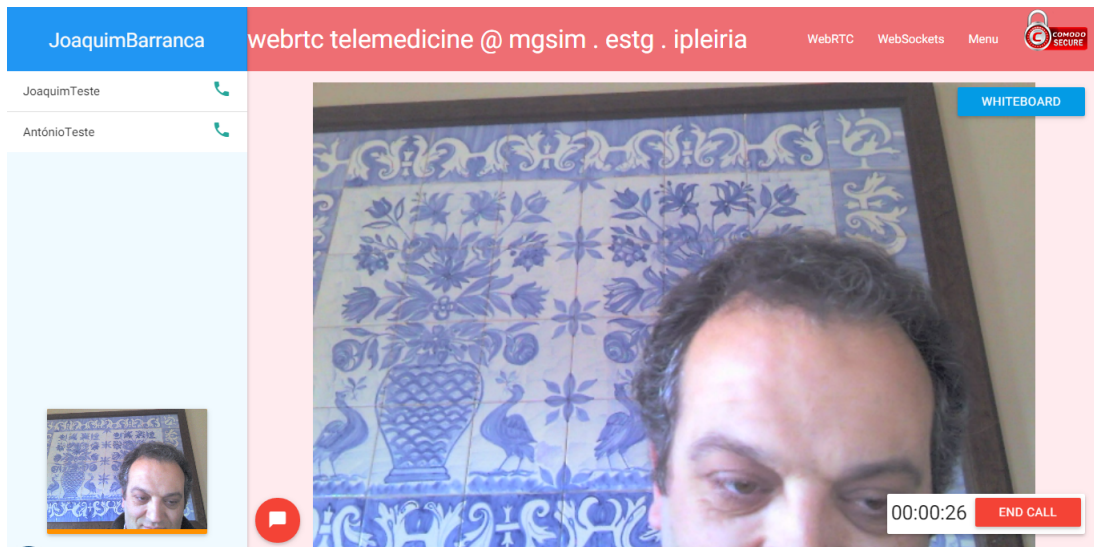 JoaquimBarranca
webrtc telemedicine @ mgsim . estg . ipleiria
WebRTC
WebSockets
Menu
COMODO
SECURE
JoaquimTeste
AntónioTeste
WHITEBOARD
00:00:26
END CALL